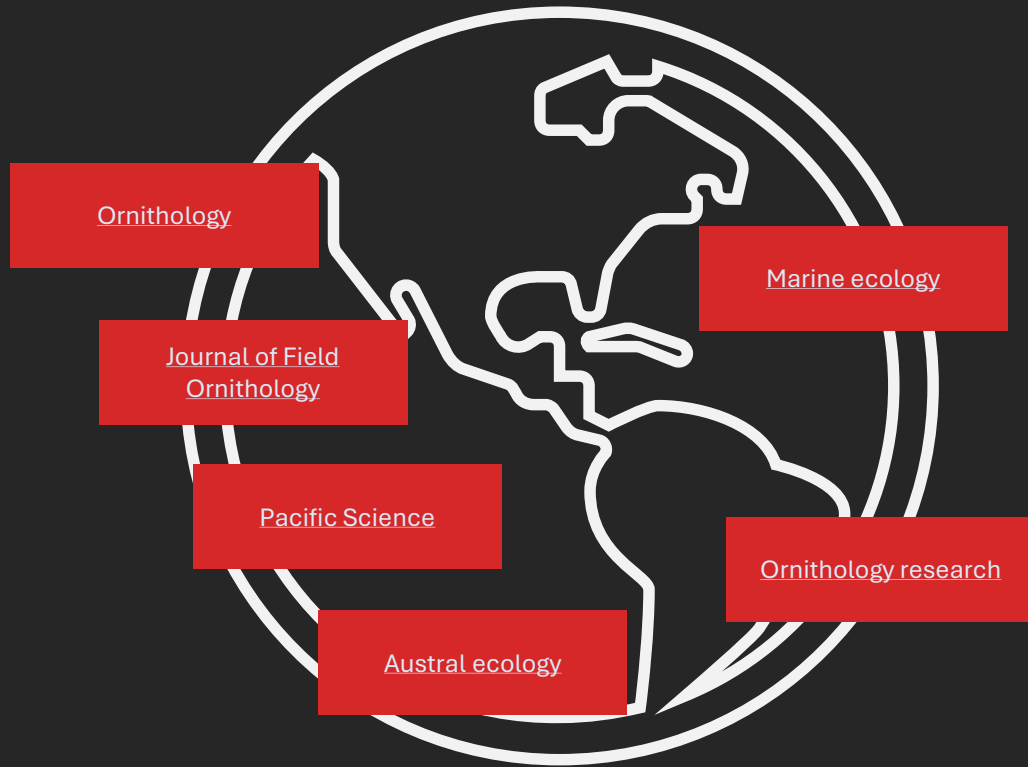 Ornithology
Marine ecology
Journal of Field
Ornithology
Pacific Science
Ornithology research
Austral ecology